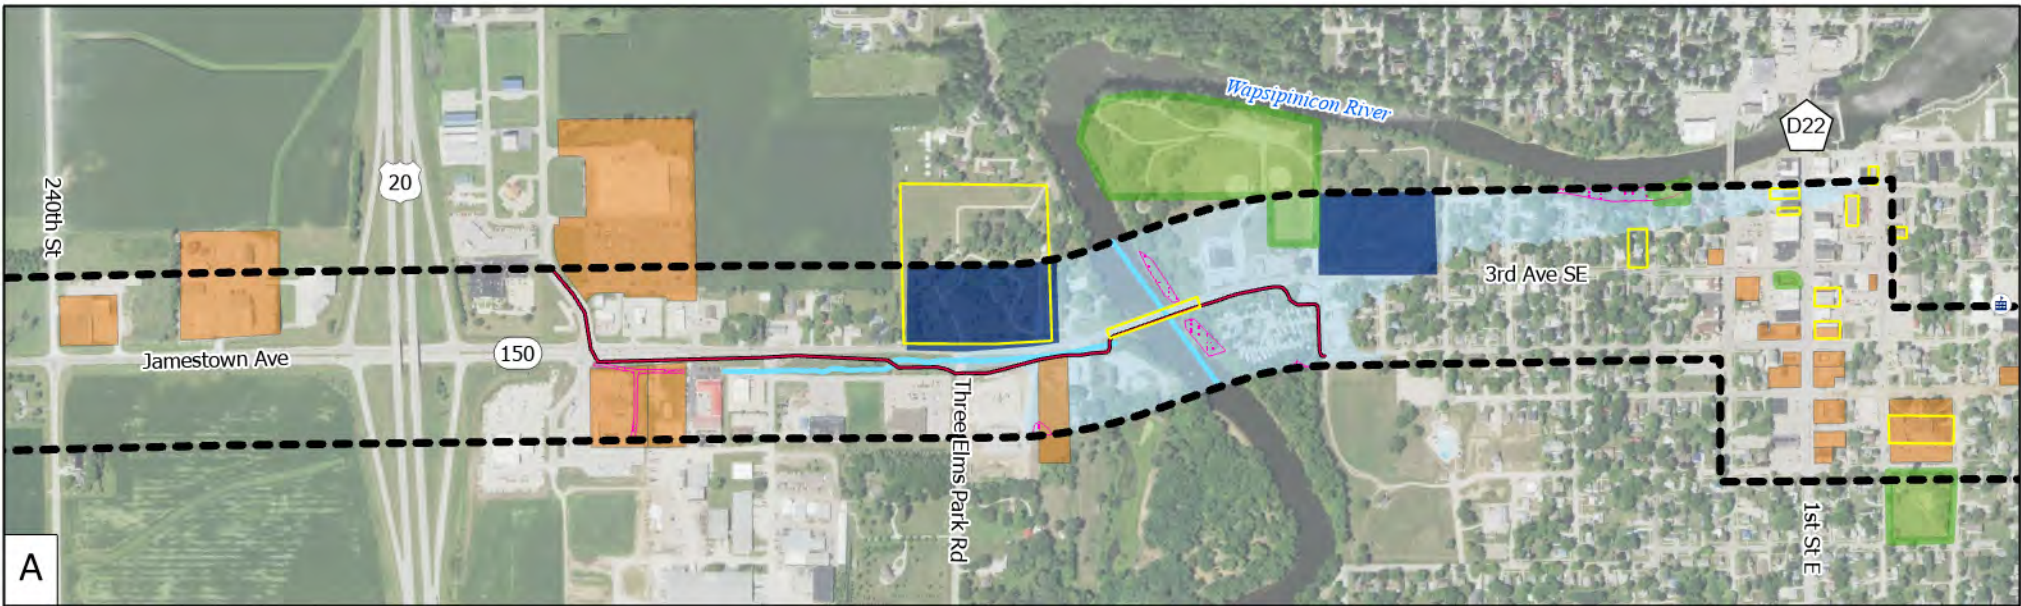 Wapsipinicon River
D22
20
240th St
3rd Ave SE
150
Jamestown Ave
Three Elms Park Rd
1st St E
A